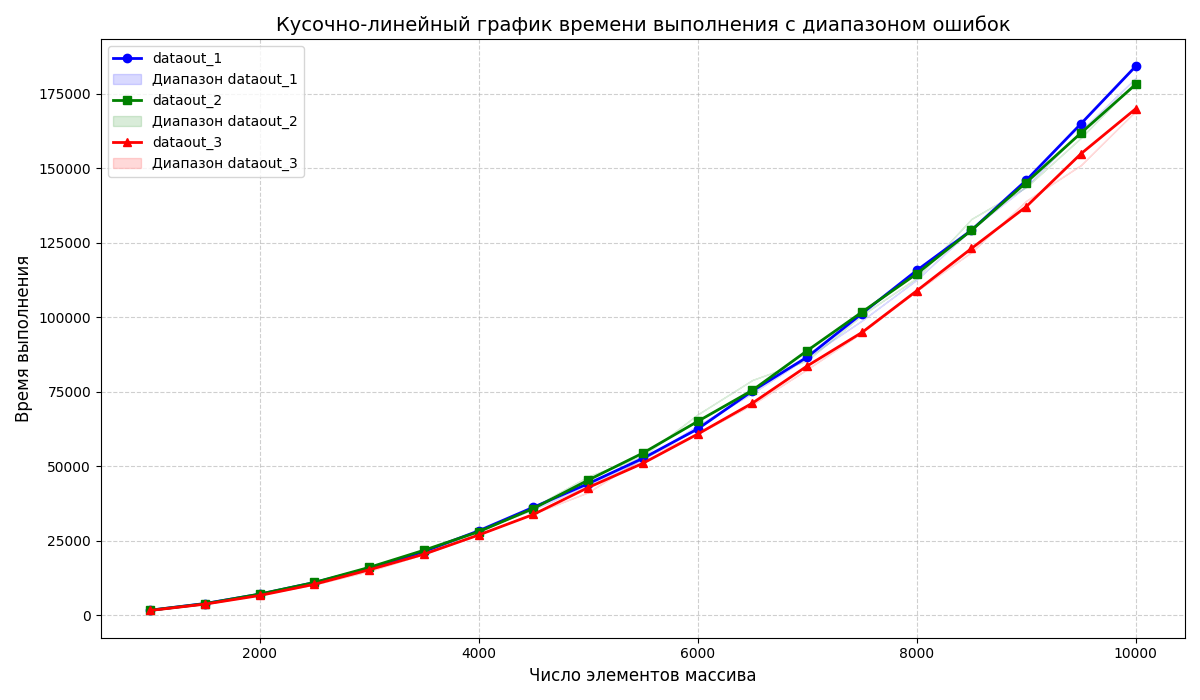 Кусочно-линейный график времени выполнения с диапазоном ошибок
dataout_1
Диапазон dataout_1
dataout_2
Диапазон dataout_2
dataout_3
Диапазон dataout_3
Время выполнения
175000
150000
125000
100000
75000
50000
25000
0
2000 4000 6000 8000 10000
Число элементов массива